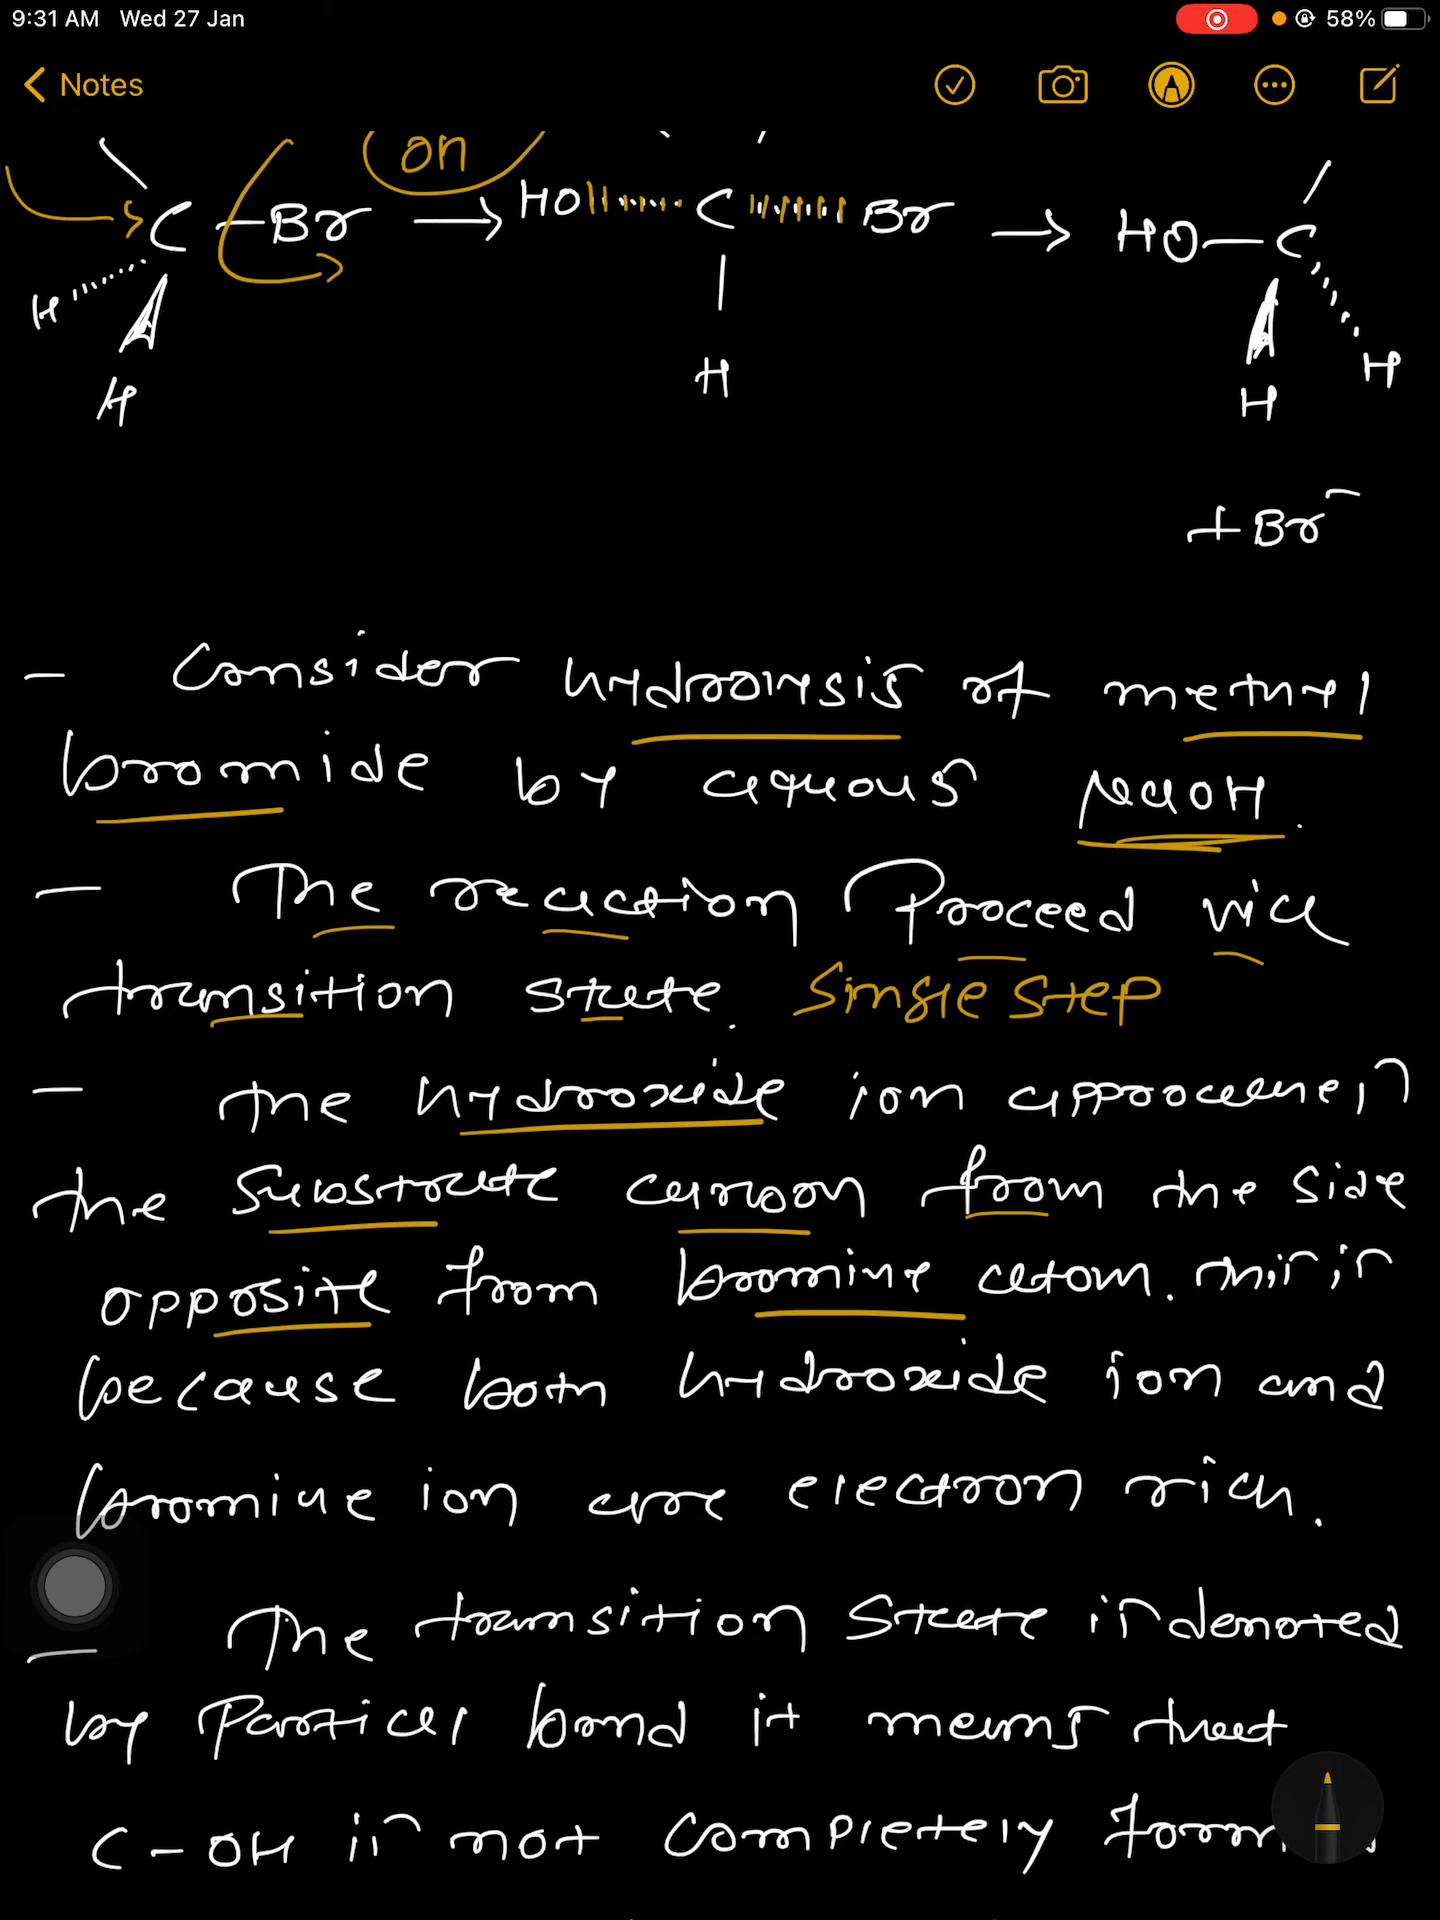 9:31 AM Wed 27 Jan 58%
Notes
on
C-Br → HO C Br → HO-C
H H H H H
+Br⁻
- Consider hydrolysis of methyl
bromide by aqueous NaOH.
- The reaction Proceed via
transition state. Single step
- the hydroxide ion approaches
the substrate carbon from the side
opposite from bromine atom. this is
because both hydroxide ion and
bromine ion are electron rich.
- The transition state is denoted
by Partical bond it means that
C-OH is not completely